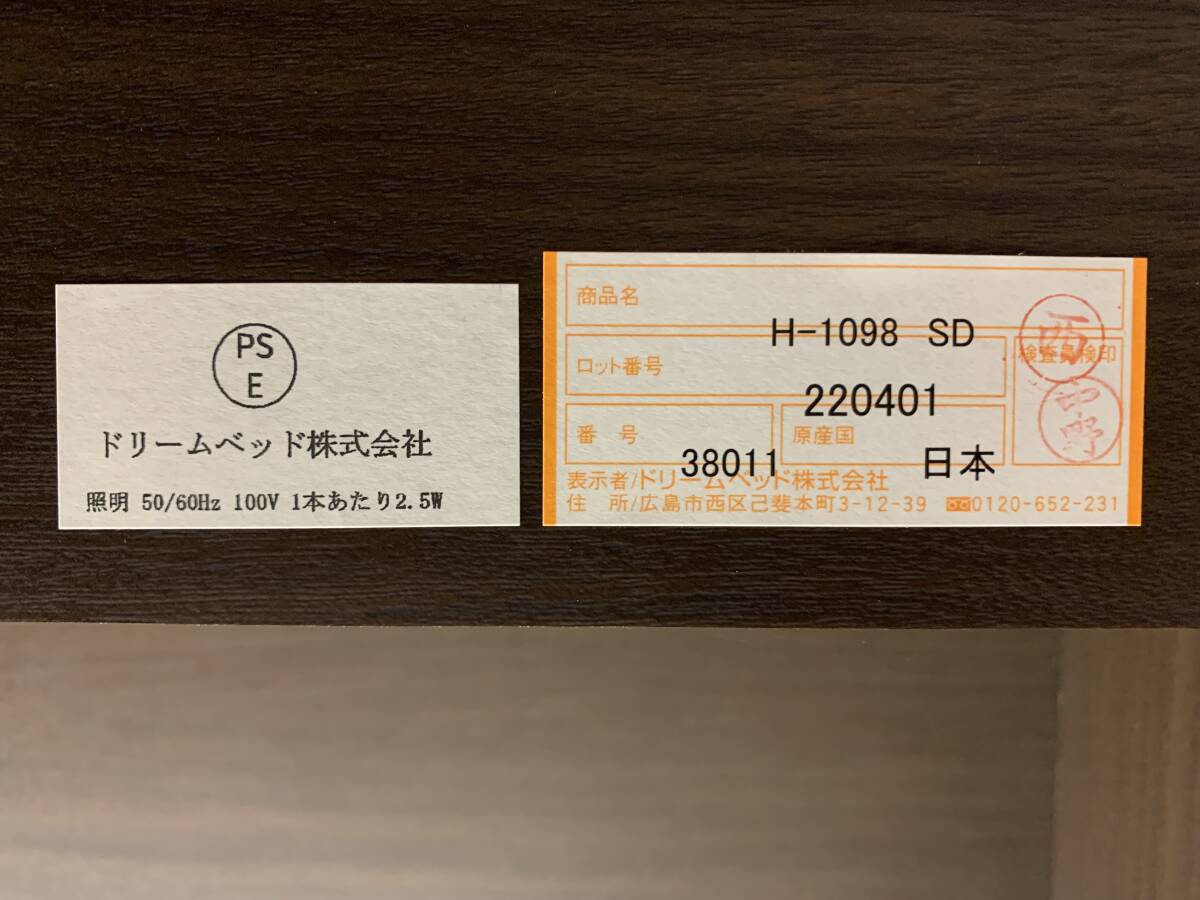 PS
E
ドリームベッド株式会社
照明 50/60Hz 100V 1本あたり2.5W
商品名
H-1098 SD
ロット番号
220401
検査員検印
西
中野
番 号
38011
原産国
日本
表示者/ドリームベッド株式会社
住 所/広島市西区己斐本町3-12-39 0120-652-231